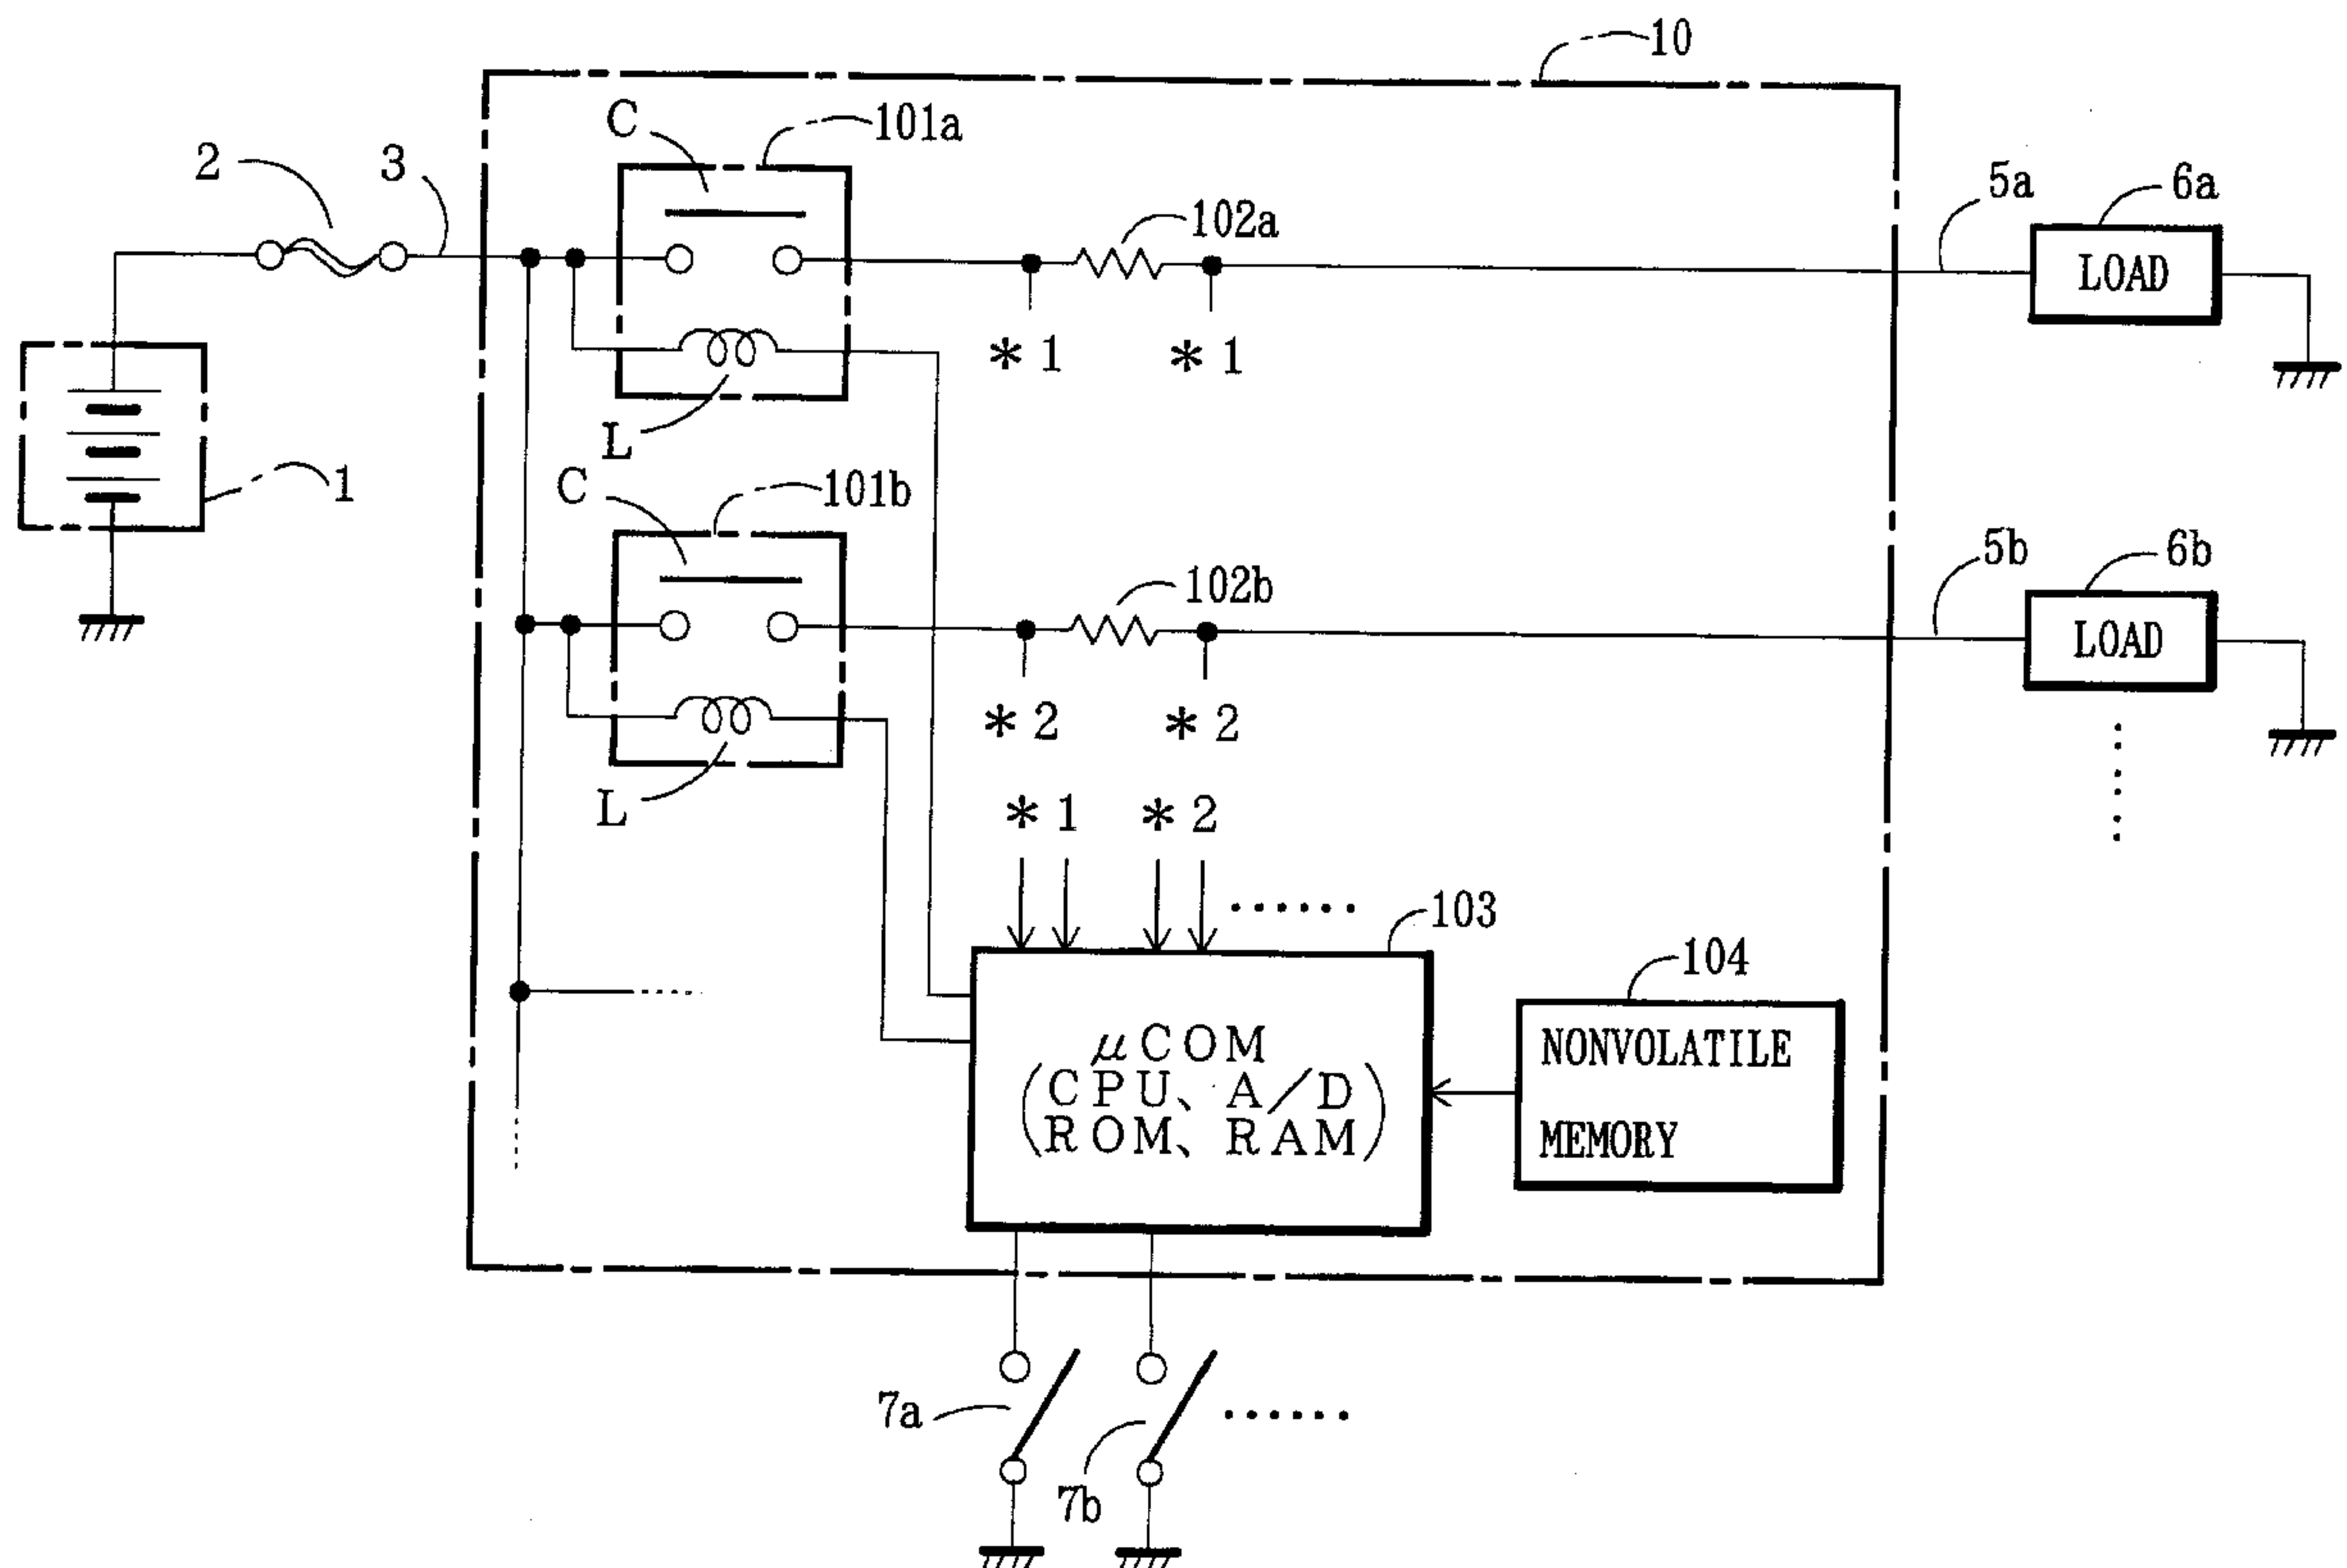 10
C
101a
2
3
102a
5a
6a
LOAD
*1
*1
L
1
C
101b
102b
5b
6b
LOAD
*2
*2
L
*1
*2
103
104
μCOM
(CPU、A/D
ROM、RAM)
NONVOLATILE
MEMORY
7a
7b